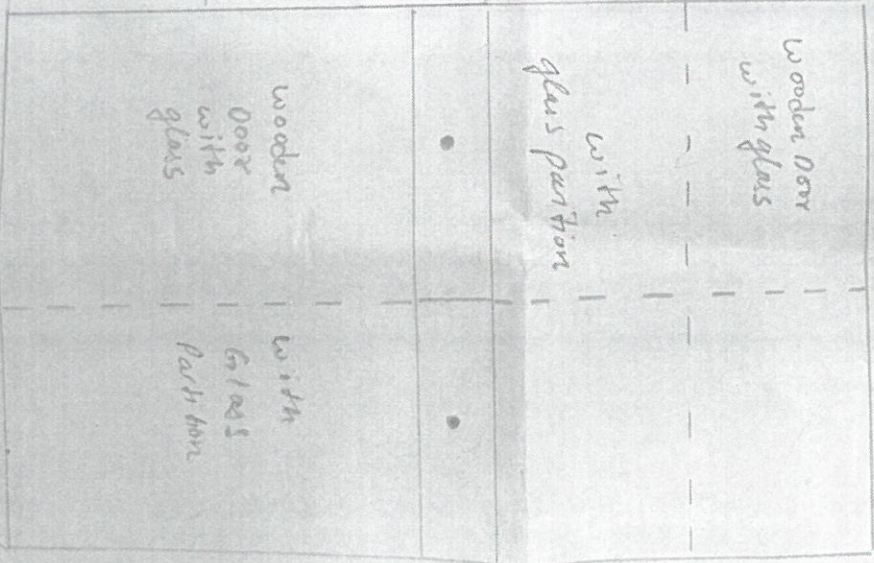 Wooden Door
with glass
with
glass partition
wooden
Door
with
glass
with
Glass
Partition